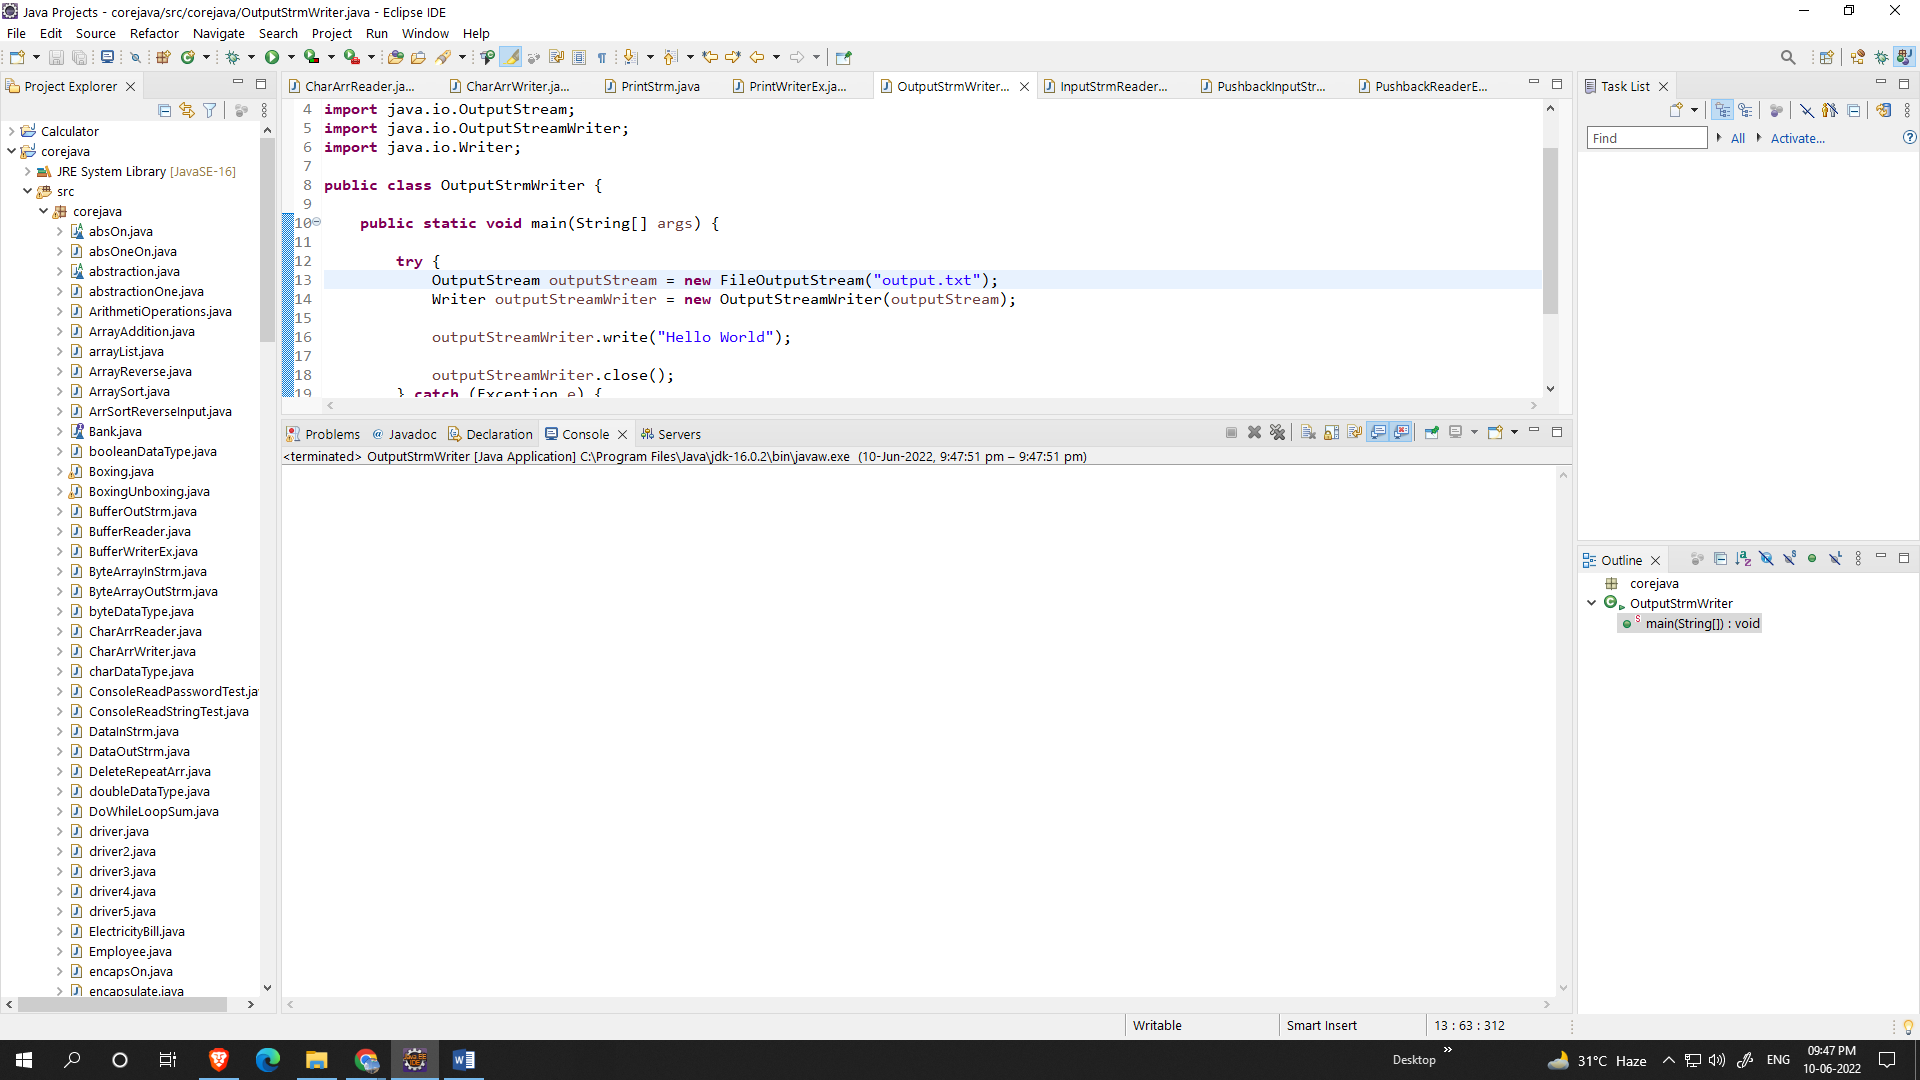 Java Projects - corejava/src/corejava/OutputStrmWriter.java - Eclipse IDE
File Edit Source Refactor Navigate Search Project Run Window Help
Project Explorer
Calculator
corejava
JRE System Library [JavaSE-16]
src
corejava
absOn.java
absOneOn.java
abstraction.java
abstractionOne.java
ArithmetiOperations.java
ArrayAddition.java
arrayList.java
ArrayReverse.java
ArraySort.java
ArrSortReverseInput.java
Bank.java
booleanDataType.java
Boxing.java
BoxingUnboxing.java
BufferOutStrm.java
BufferReader.java
BufferWriterEx.java
ByteArrayInStrm.java
ByteArrayOutStrm.java
byteDataType.java
CharArrReader.java
CharArrWriter.java
charDataType.java
ConsoleReadPasswordTest.ja
ConsoleReadStringTest.java
DataInStrm.java
DataOutStrm.java
DeleteRepeatArr.java
doubleDataType.java
DoWhileLoopSum.java
driver.java
driver2.java
driver3.java
driver4.java
driver5.java
ElectricityBill.java
Employee.java
encapsOn.java
encapsulate.java
CharArrReader.ja... CharArrWriter.ja... PrintStrm.java PrintWriterEx.ja... OutputStrmWriter... InputStrmReader... PushbackInputStr... PushbackReaderE...
4 import java.io.OutputStream;
5 import java.io.OutputStreamWriter;
6 import java.io.Writer;
7
8 public class OutputStrmWriter {
9
10 public static void main(String[] args) {
11
12 try {
13 OutputStream outputStream = new FileOutputStream("output.txt");
14 Writer outputStreamWriter = new OutputStreamWriter(outputStream);
15
16 outputStreamWriter.write("Hello World");
17
18 outputStreamWriter.close();
19 } catch (Exception e) {
Problems @ Javadoc Declaration Console Servers
<terminated> OutputStrmWriter [Java Application] C:\Program Files\Java\jdk-16.0.2\bin\javaw.exe (10-Jun-2022, 9:47:51 pm – 9:47:51 pm)
Task List
Find All Activate...
Outline
corejava
OutputStrmWriter
main(String[]) : void
Writable Smart Insert 13 : 63 : 312
Desktop 31°C Haze ENG 09:47 PM
10-06-2022